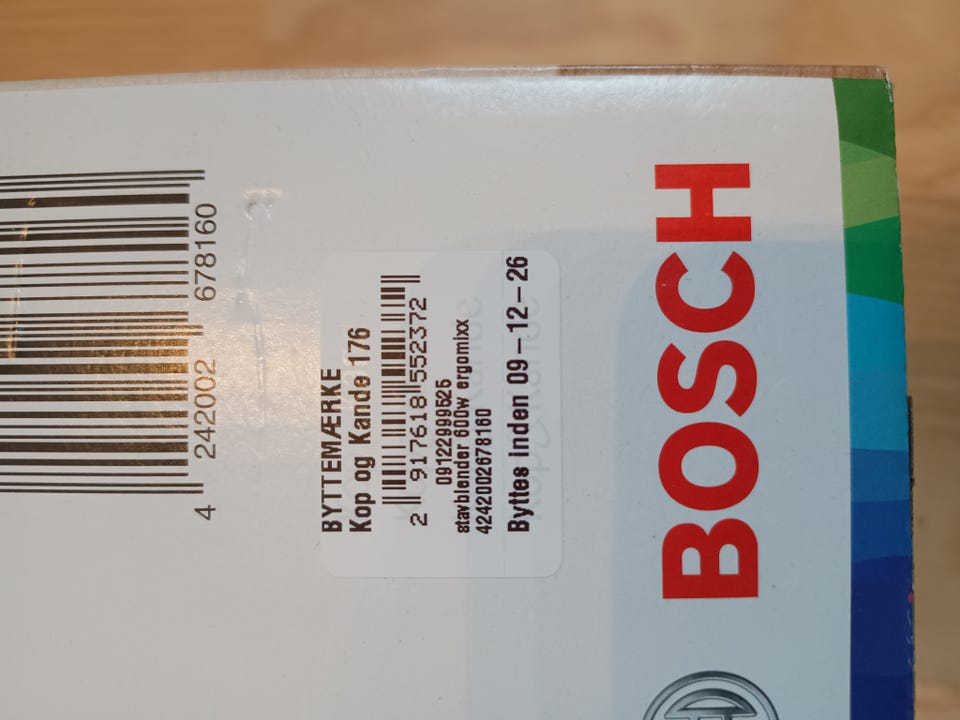 4 242002 678160
BYTTEMÆRKE
Kop og Kande 176
2 917618 552372
0912299952б
stavblender 600w ergomixx
4242002678160
Byttes inden 09-12-26
BOSCH